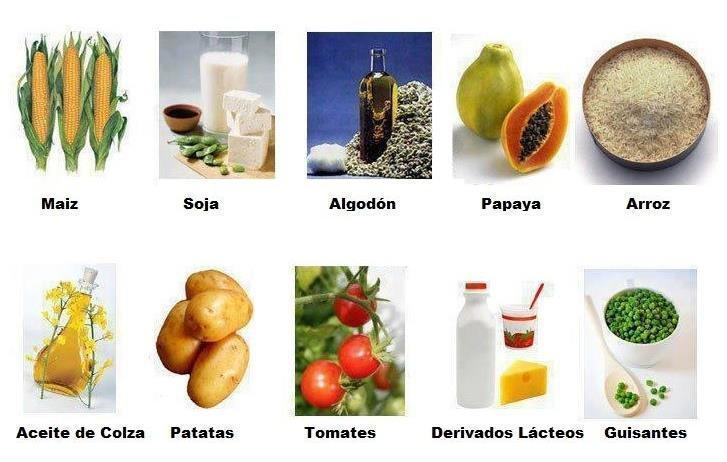 Maiz
Soja
Algodón
Papaya
Arroz
Aceite de Colza
Patatas
Tomates
Derivados Lácteos
Guisantes